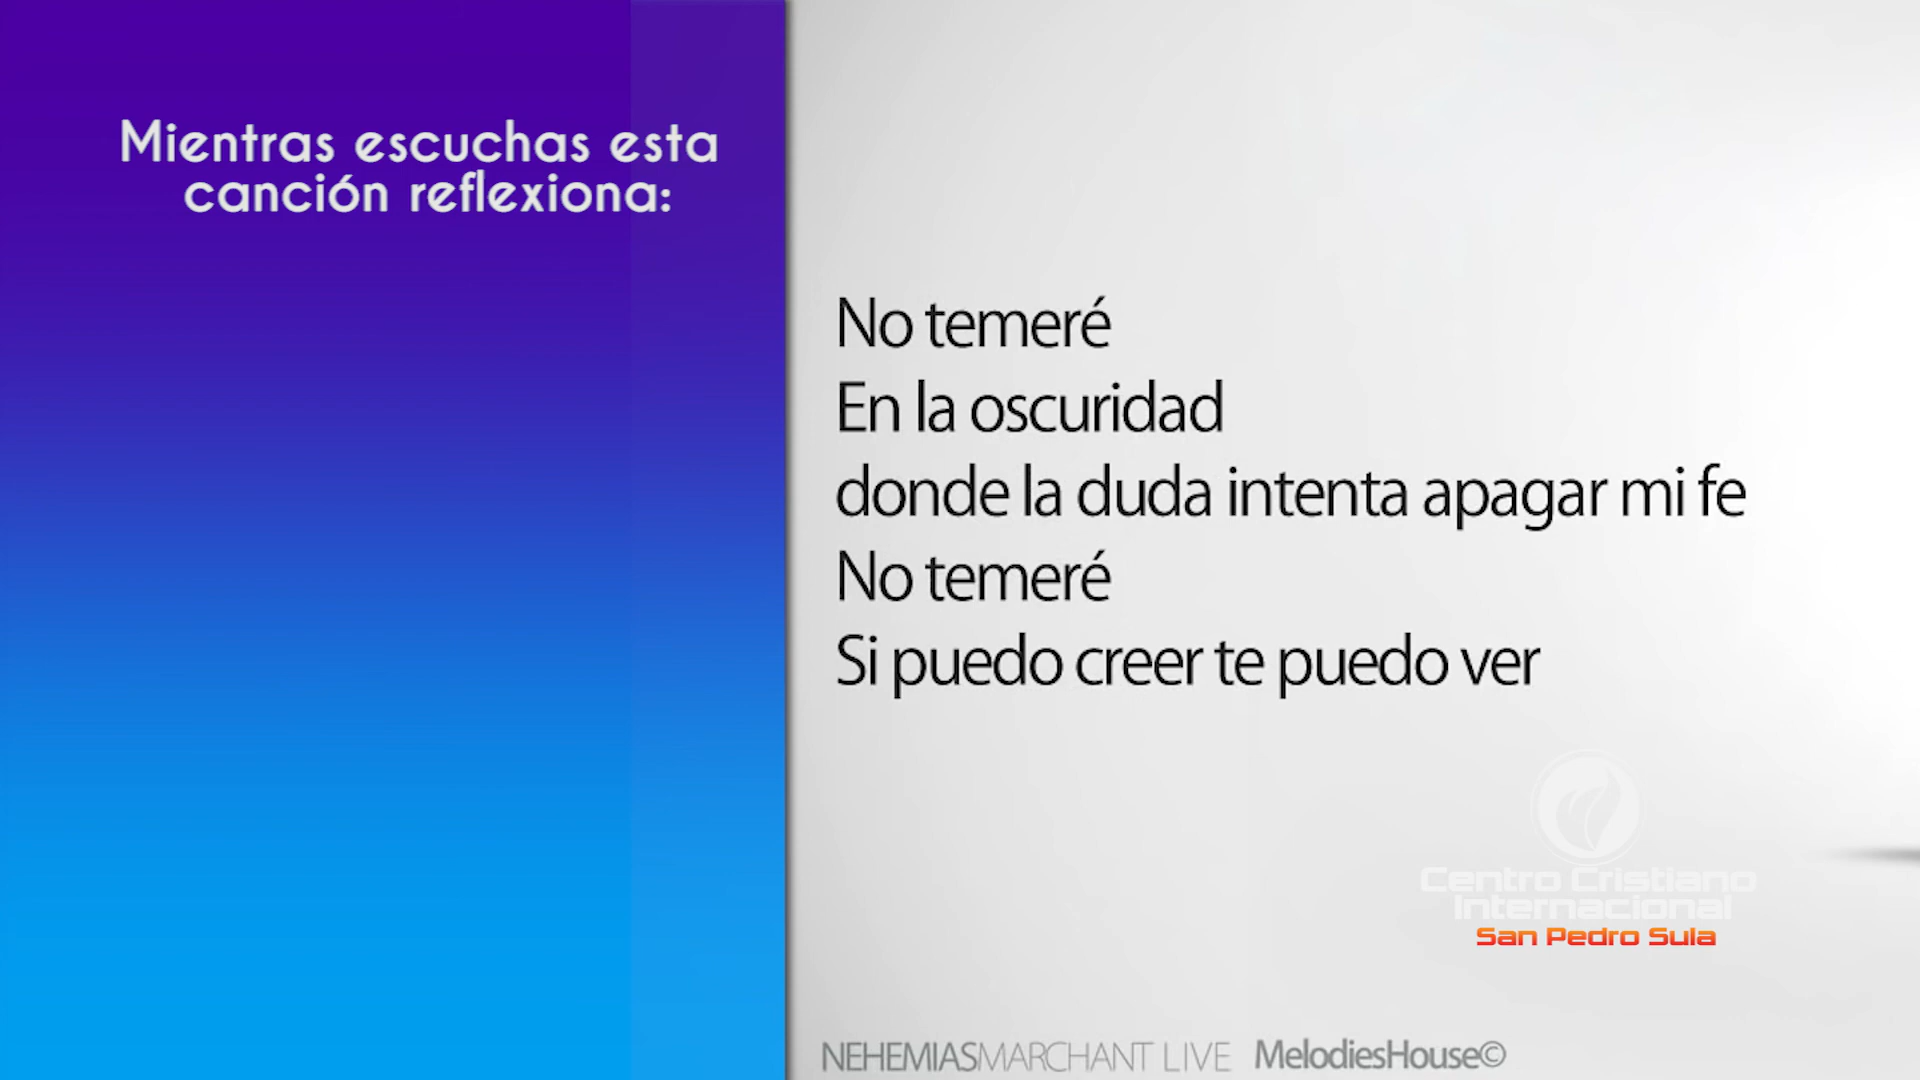 Mientras escuchas esta
canción reflexiona:
No temeré
En la oscuridad
donde la duda intenta apagar mi fe
No temeré
Si puedo creer te puedo ver
Centro Cristiano
Internacional
San Pedro Sula
NEHEMIASMARCHANT LIVE MelodiesHouse©